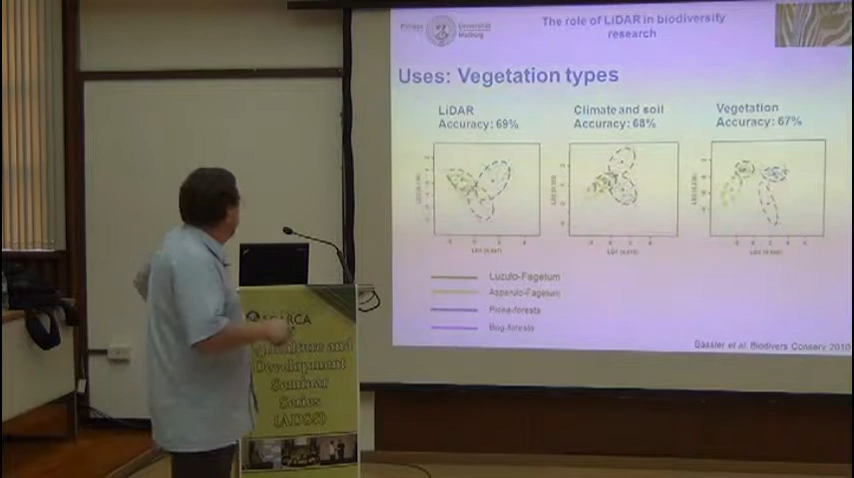 Philipps
Universität
Marburg
The role of LiDAR in biodiversity
research
Uses: Vegetation types
LiDAR
Accuracy: 69%
Climate and soil
Accuracy: 68%
Vegetation
Accuracy: 67%
Luzulo-Fagetum
Asperulo-Fagetum
Picea-forests
Bog-forests
Bassler et al. Biodivers Conserv. 2010
SEARCA
Agriculture and
Development
Seminar
Series
(ADSS)